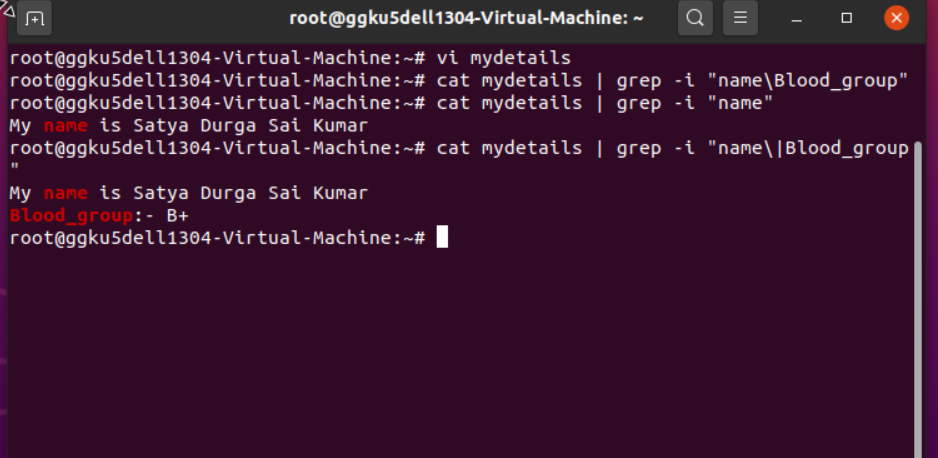 root@ggku5dell1304-Virtual-Machine: ~
root@ggku5dell1304-Virtual-Machine:~# vi mydetails
root@ggku5dell1304-Virtual-Machine:~# cat mydetails | grep -i "name\Blood_group"
root@ggku5dell1304-Virtual-Machine:~# cat mydetails | grep -i "name"
My name is Satya Durga Sai Kumar
root@ggku5dell1304-Virtual-Machine:~# cat mydetails | grep -i "name\|Blood_group
"
My name is Satya Durga Sai Kumar
Blood_group:- B+
root@ggku5dell1304-Virtual-Machine:~#